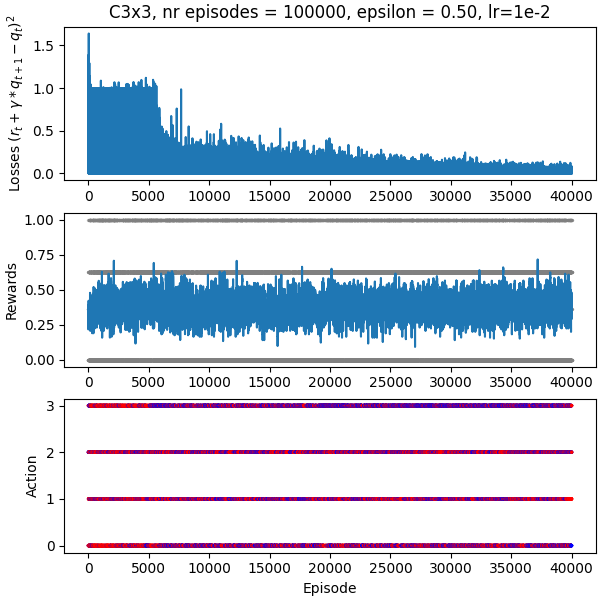 C3x3, nr episodes = 100000, epsilon = 0.50, lr=1e-2
Losses $(r_t + \gamma * q_{t+1} - q_t)^2$
1.5
1.0
0.5
0.0
0 5000 10000 15000 20000 25000 30000 35000 40000
Rewards
1.00
0.75
0.50
0.25
0.00
0 5000 10000 15000 20000 25000 30000 35000 40000
Action
3
2
1
0
0 5000 10000 15000 20000 25000 30000 35000 40000
Episode